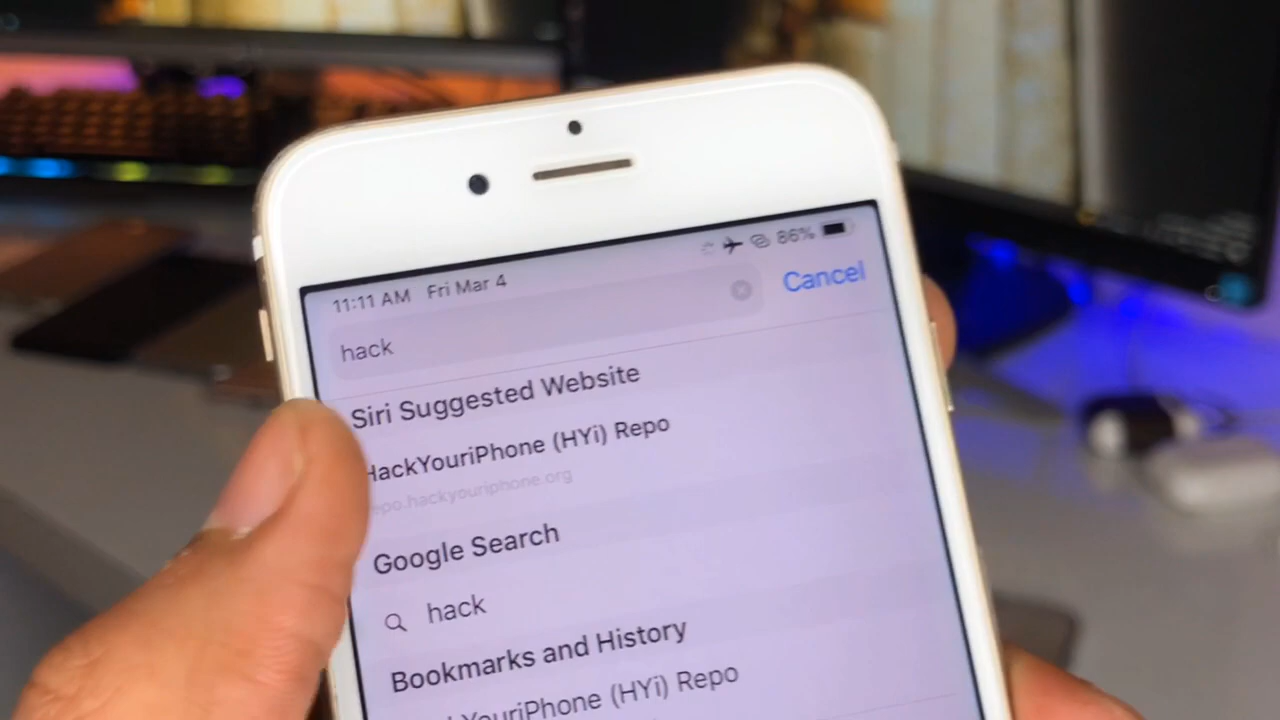 11:11 AM Fri Mar 4 86%
hack
Cancel
Siri Suggested Website
HackYouriPhone (HYi) Repo
repo.hackyouriphone.org
Google Search
hack
Bookmarks and History
YouriPhone (HYi) Repo